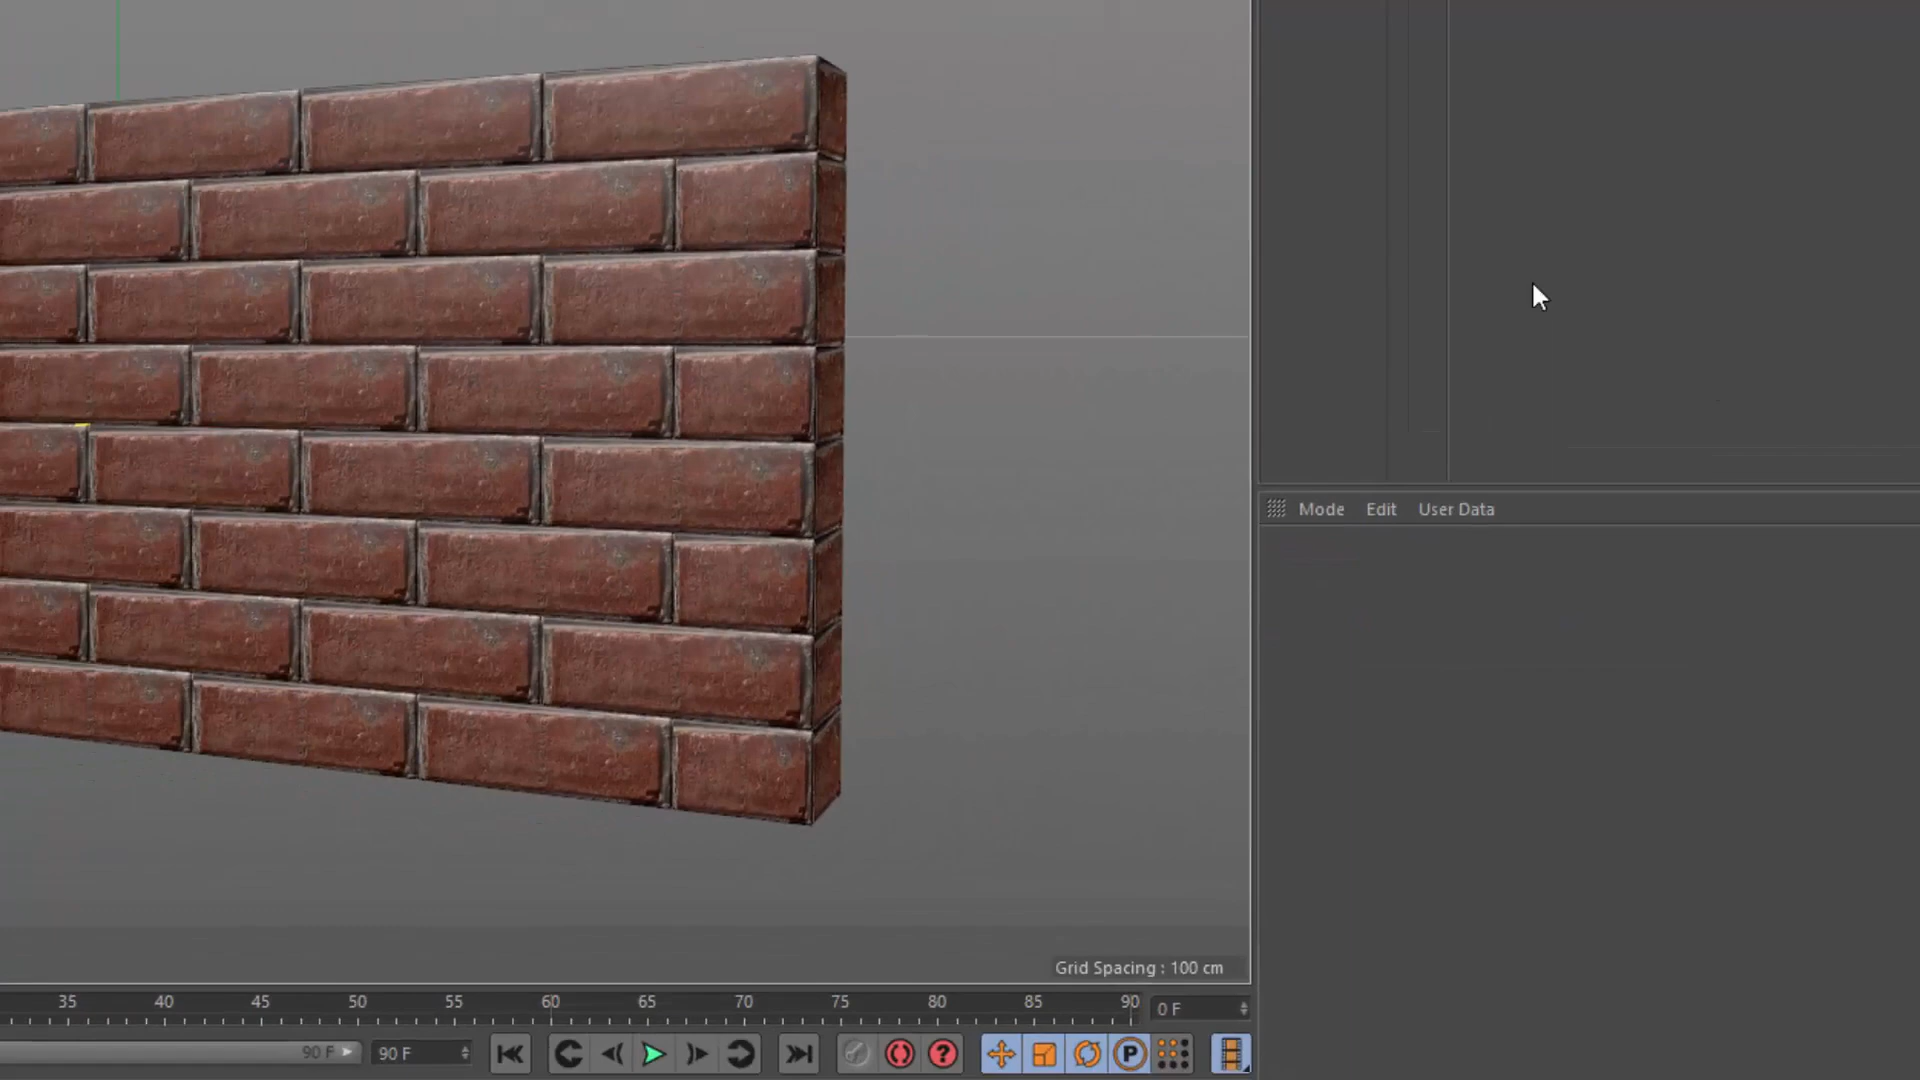 Mode Edit User Data
Grid Spacing : 100 cm
35 40 45 50 55 60 65 70 75 80 85 90 0 F
90 F 90 F P